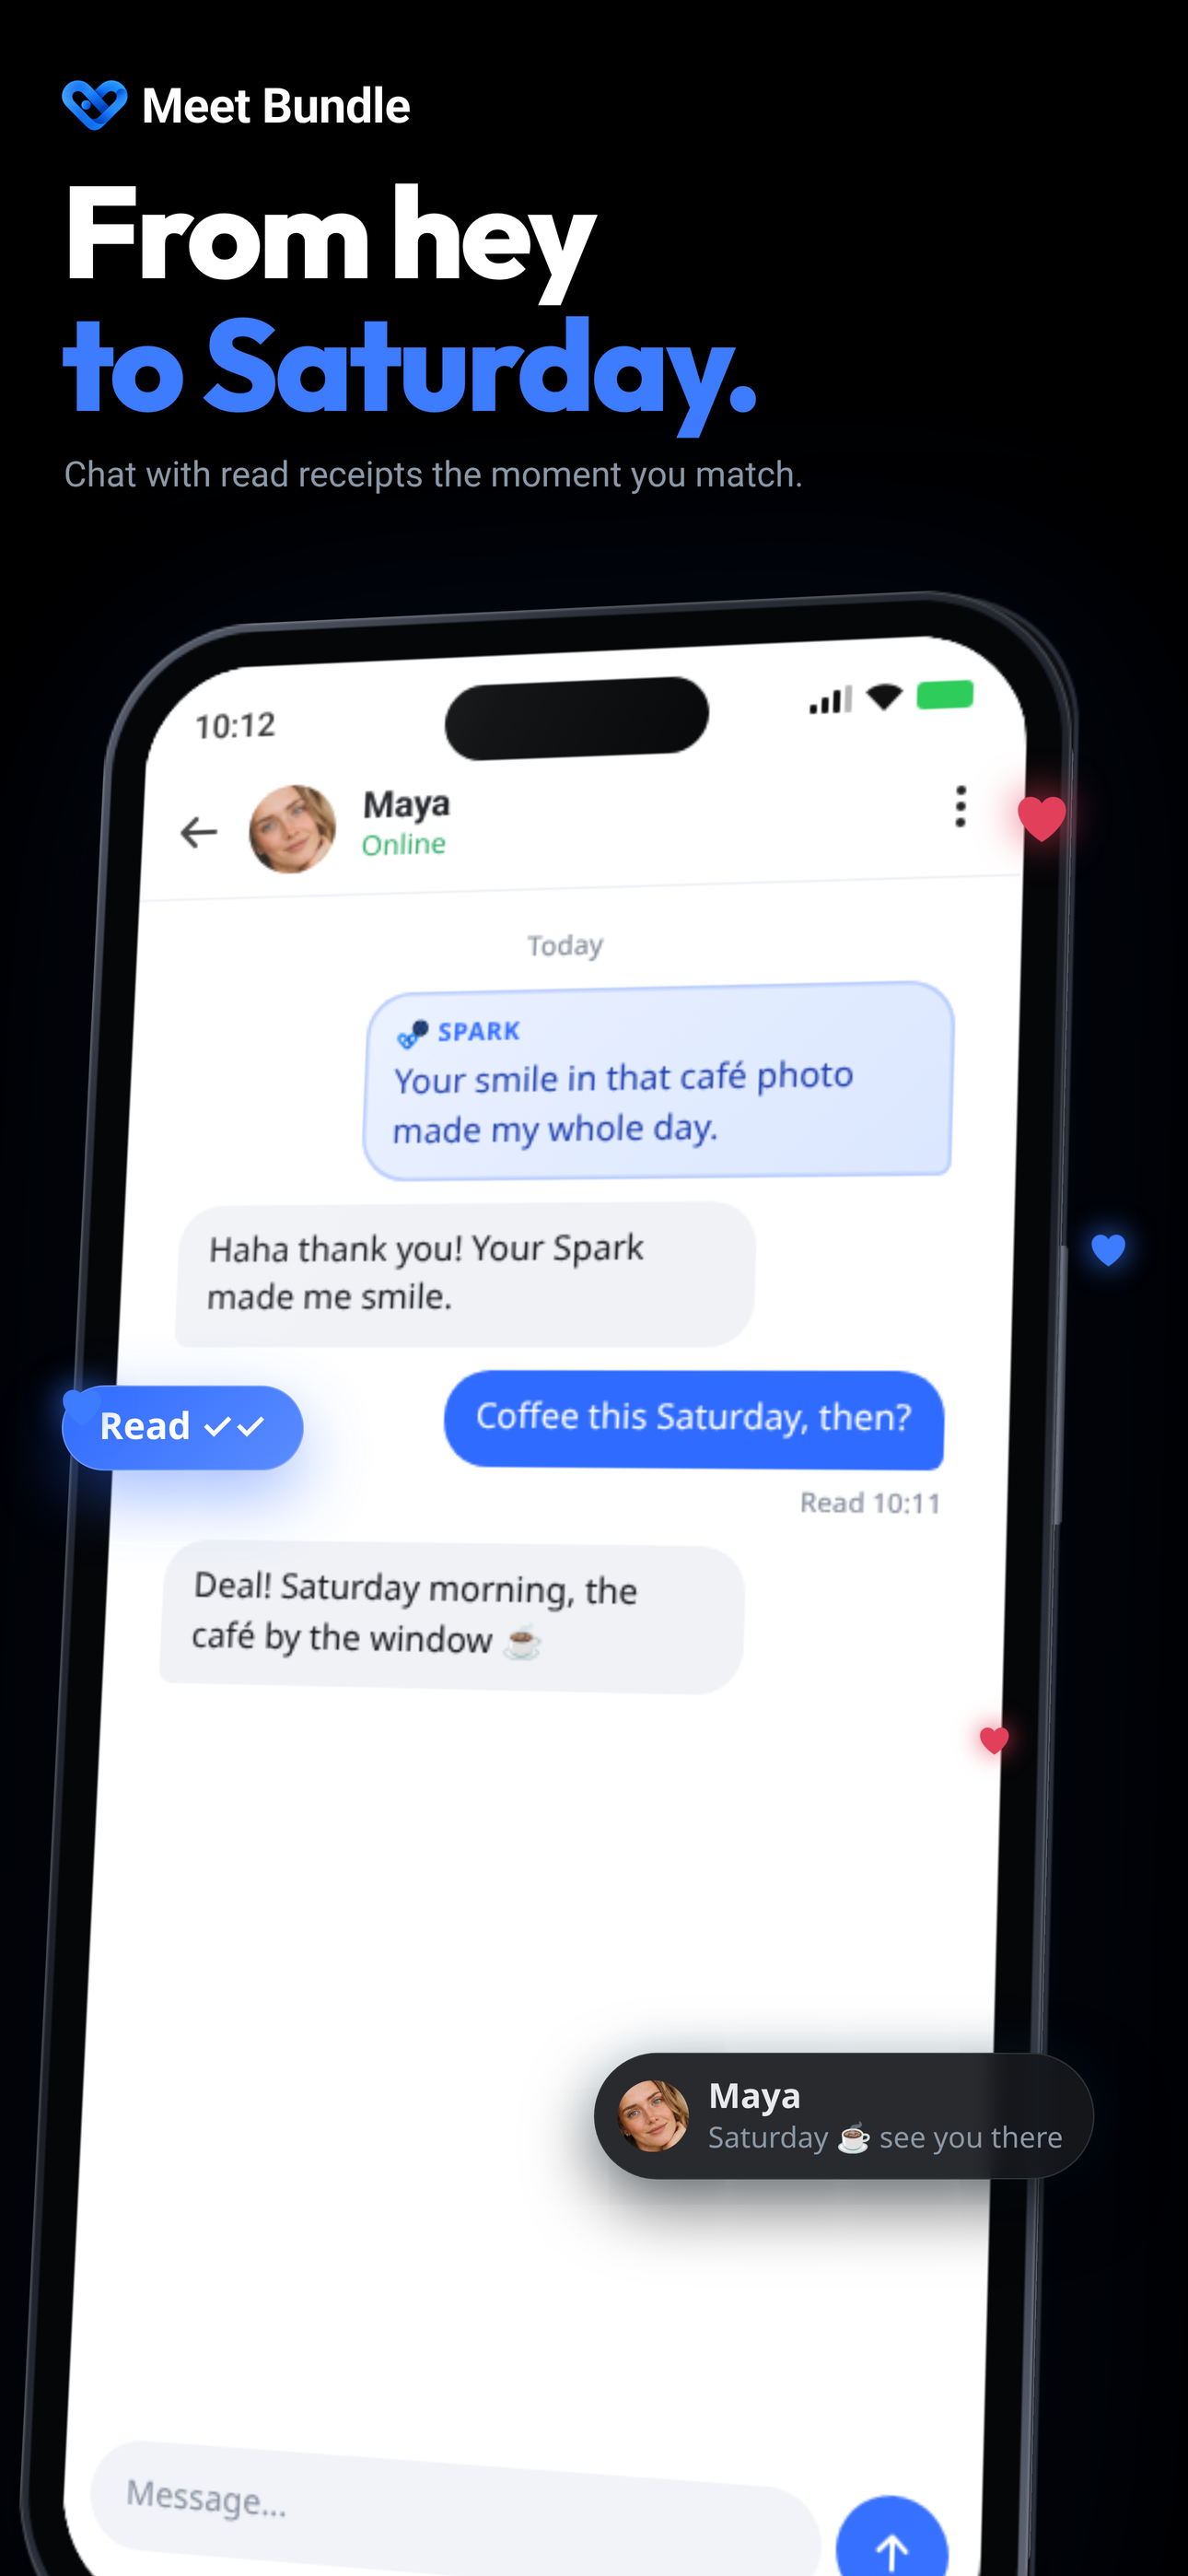 Meet Bundle
From hey
to Saturday.
Chat with read receipts the moment you match.
10:12
Maya
Online
Today
SPARK
Your smile in that café photo
made my whole day.
Haha thank you! Your Spark
made me smile.
Coffee this Saturday, then?
Read ✓✓
Read 10:11
Deal! Saturday morning, the
café by the window ☕
Maya
Saturday ☕ see you there
Message...